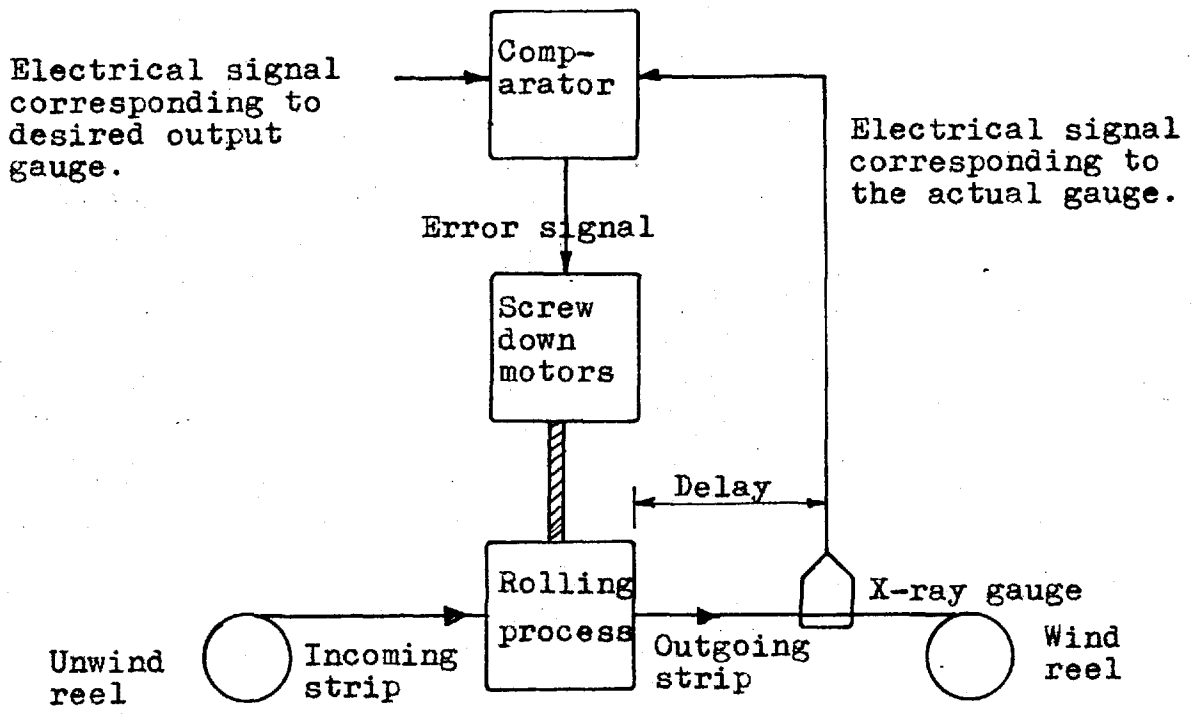 Electrical signal
corresponding to
desired output
gauge.
Comp-
arator
Electrical signal
corresponding to
the actual gauge.
Error signal
Screw
down
motors
Delay
Rolling
process
X-ray gauge
Unwind
reel
Incoming
strip
Outgoing
strip
Wind
reel